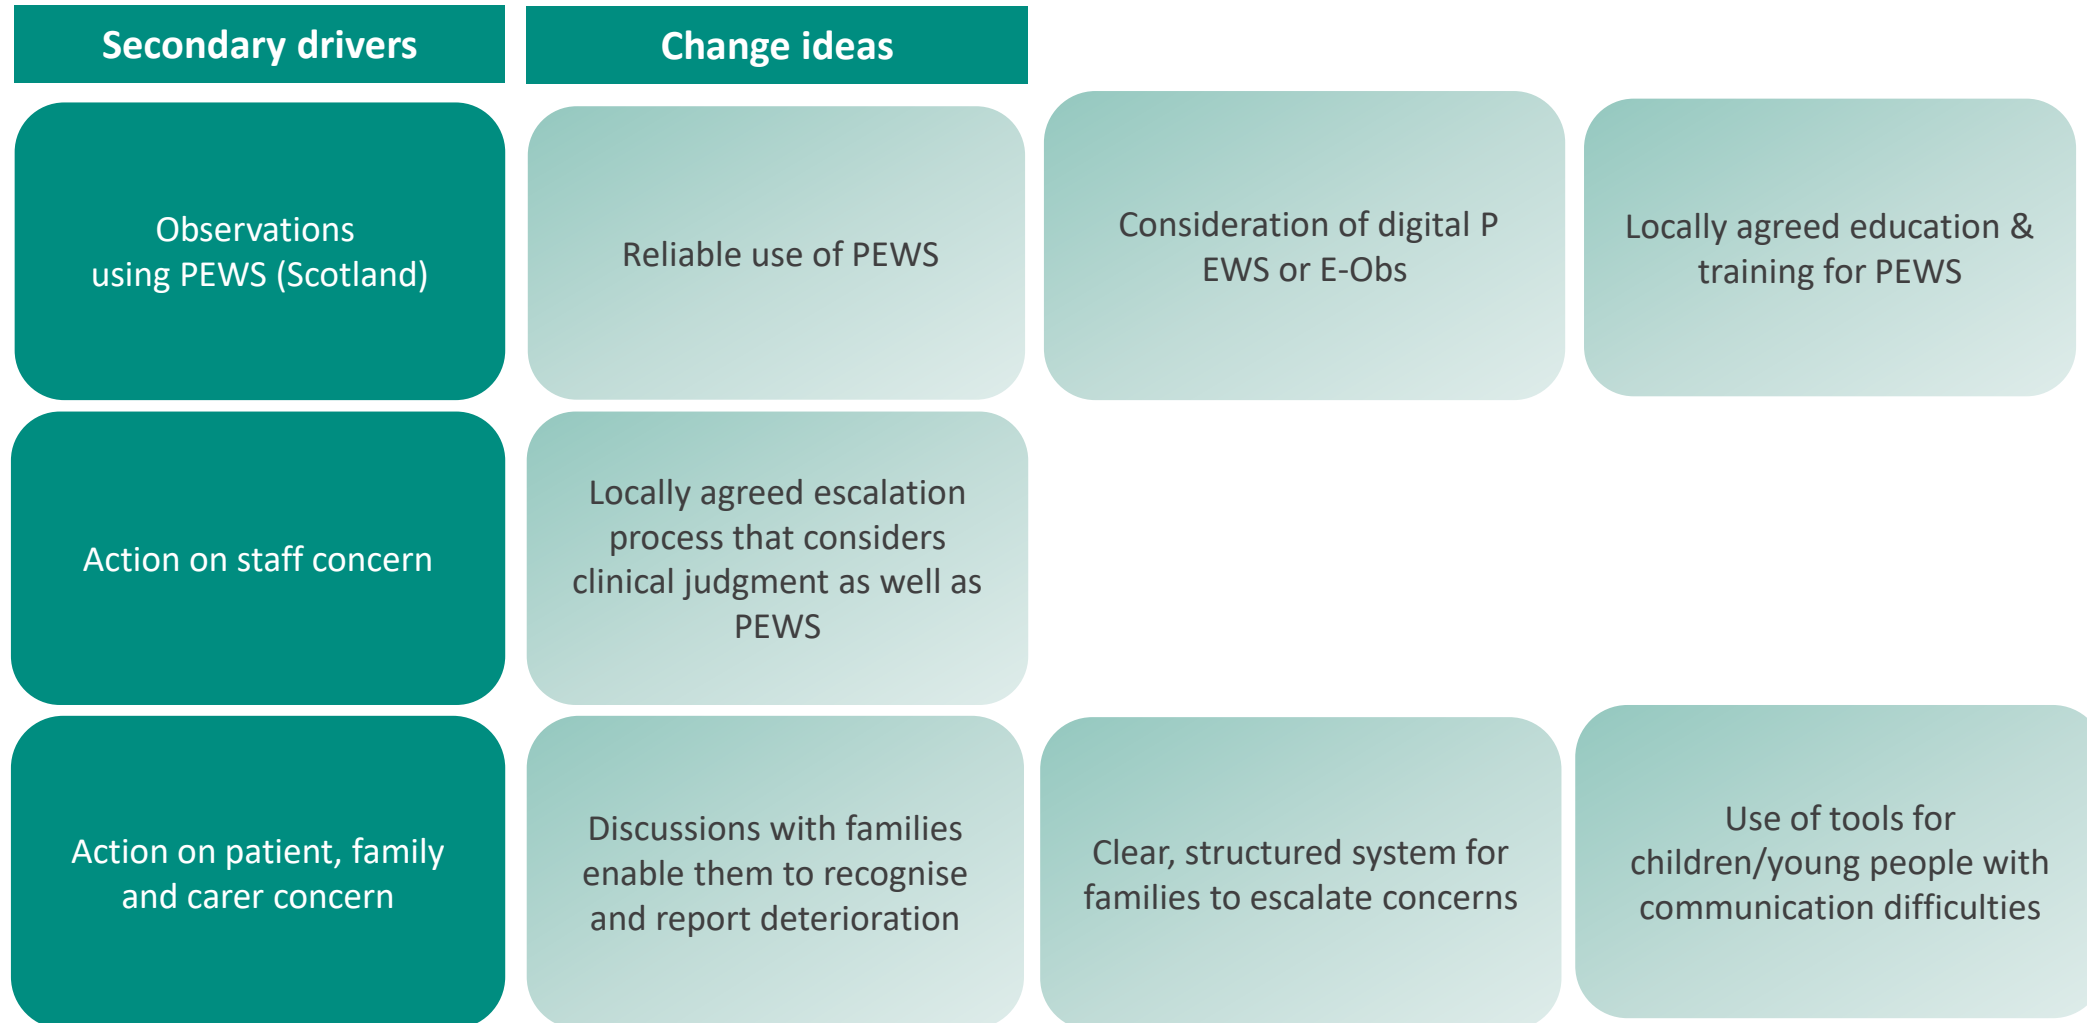 Secondary drivers
Change ideas
Observations
using PEWS (Scotland)
Reliable use of PEWS
Consideration of digital P
EWS or E-Obs
Locally agreed education &
training for PEWS
Action on staff concern
Locally agreed escalation
process that considers
clinical judgment as well as
PEWS
Action on patient, family
and carer concern
Discussions with families
enable them to recognise
and report deterioration
Clear, structured system for
families to escalate concerns
Use of tools for
children/young people with
communication difficulties